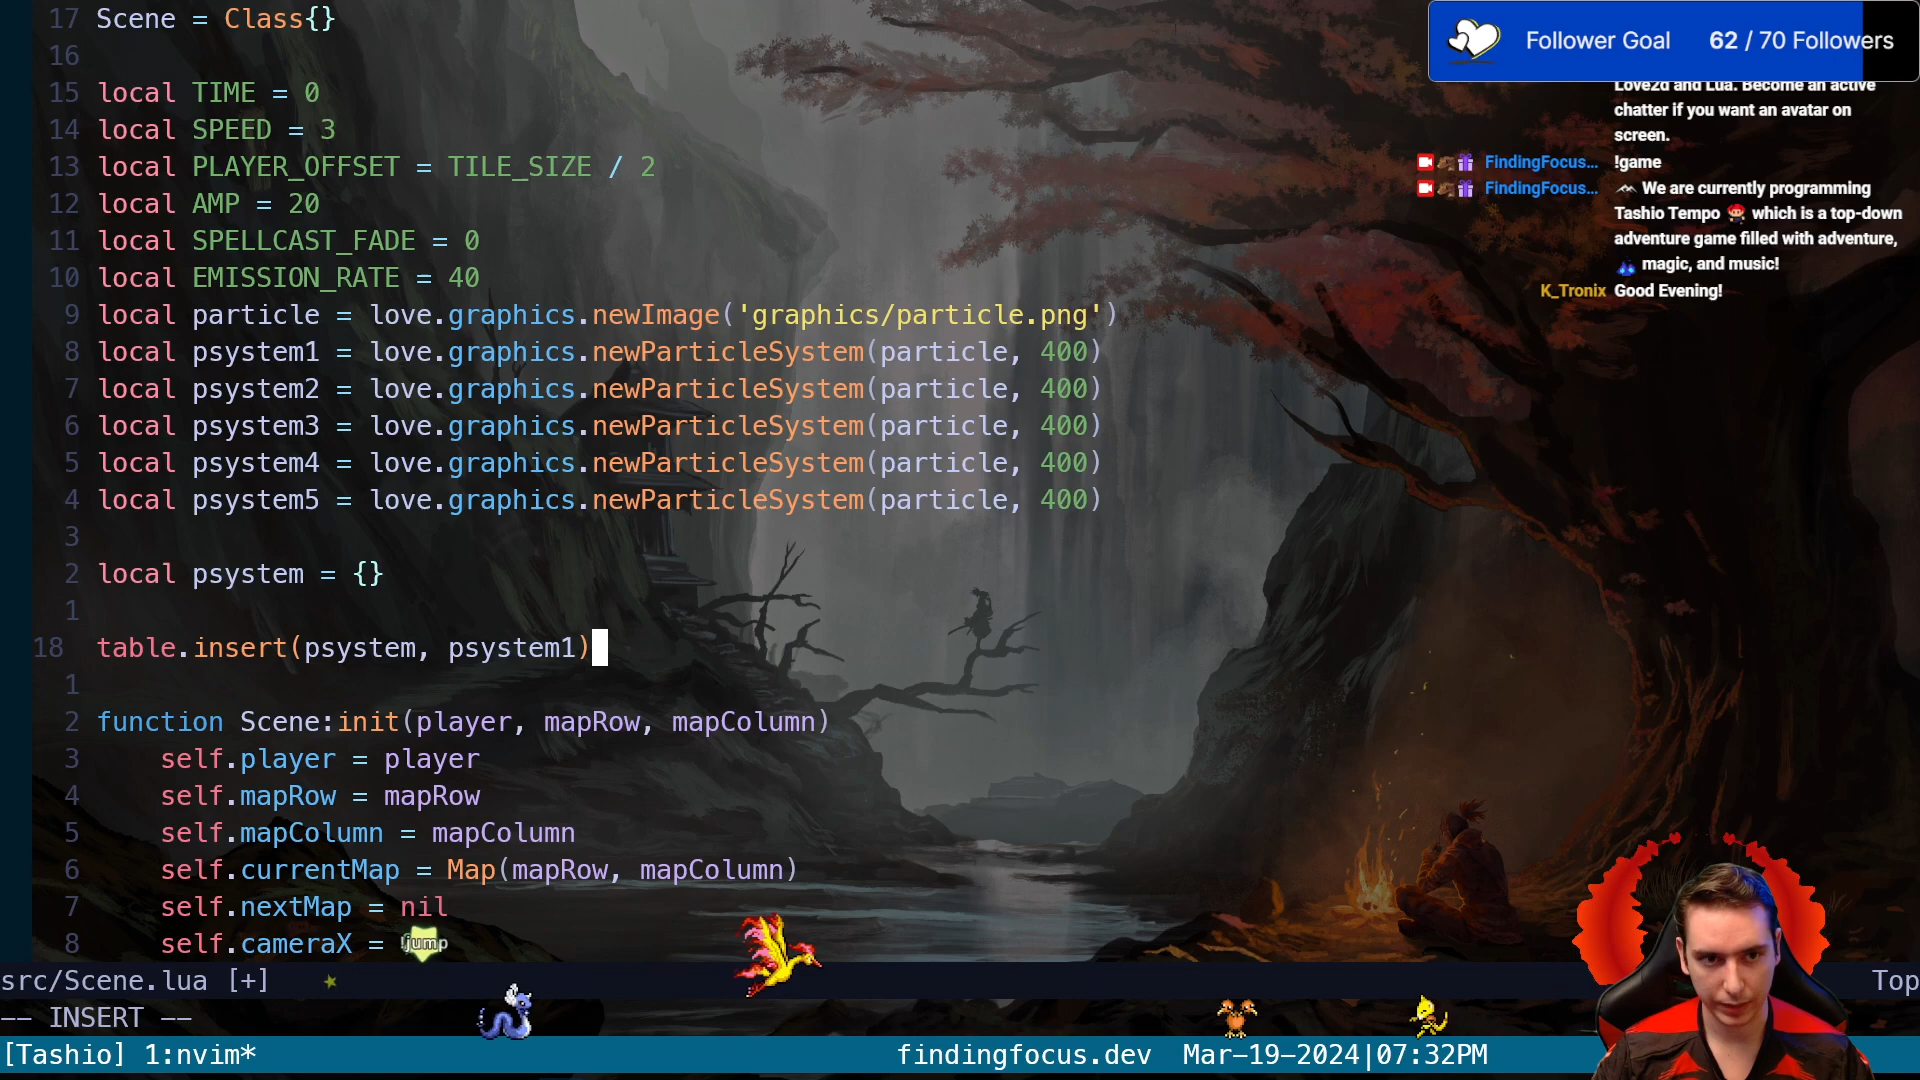 17 Scene = Class{}
16
15 local TIME = 0
14 local SPEED = 3
13 local PLAYER_OFFSET = TILE_SIZE / 2
12 local AMP = 20
11 local SPELLCAST_FADE = 0
10 local EMISSION_RATE = 40
9 local particle = love.graphics.newImage('graphics/particle.png')
8 local psystem1 = love.graphics.newParticleSystem(particle, 400)
7 local psystem2 = love.graphics.newParticleSystem(particle, 400)
6 local psystem3 = love.graphics.newParticleSystem(particle, 400)
5 local psystem4 = love.graphics.newParticleSystem(particle, 400)
4 local psystem5 = love.graphics.newParticleSystem(particle, 400)
3
2 local psystem = {}
1
18 table.insert(psystem, psystem1)
1
2 function Scene:init(player, mapRow, mapColumn)
3 self.player = player
4 self.mapRow = mapRow
5 self.mapColumn = mapColumn
6 self.currentMap = Map(mapRow, mapColumn)
7 self.nextMap = nil
8 self.cameraX =
!jump
src/Scene.lua [+]
Top
-- INSERT --
[Tashio] 1:nvim*
findingfocus.dev Mar-19-2024|07:32PM
Follower Goal 62 / 70 Followers
Love2d and Lua. Become an active
chatter if you want an avatar on
screen.
FindingFocus... !game
FindingFocus... We are currently programming
Tashio Tempo which is a top-down
adventure game filled with adventure,
magic, and music!
K_Tronix Good Evening!